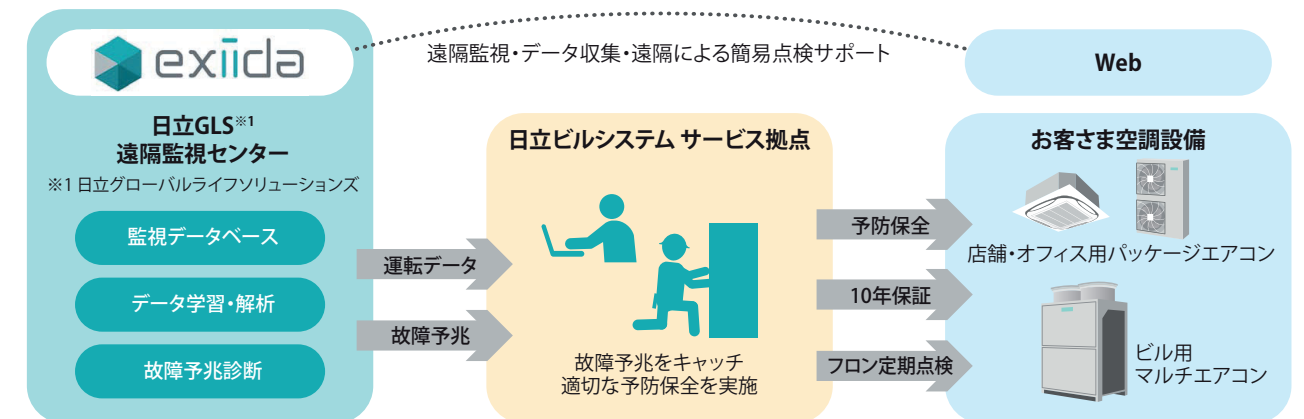 exiida
遠隔監視・データ収集・遠隔による簡易点検サポート
Web
日立GLS※1
遠隔監視センター
※1 日立グローバルライフソリューションズ
監視データベース
データ学習・解析
故障予兆診断
運転データ
故障予兆
日立ビルシステム サービス拠点
故障予兆をキャッチ
適切な予防保全を実施
予防保全
10年保証
フロン定期点検
お客さま空調設備
店舗・オフィス用パッケージエアコン
ビル用
マルチエアコン